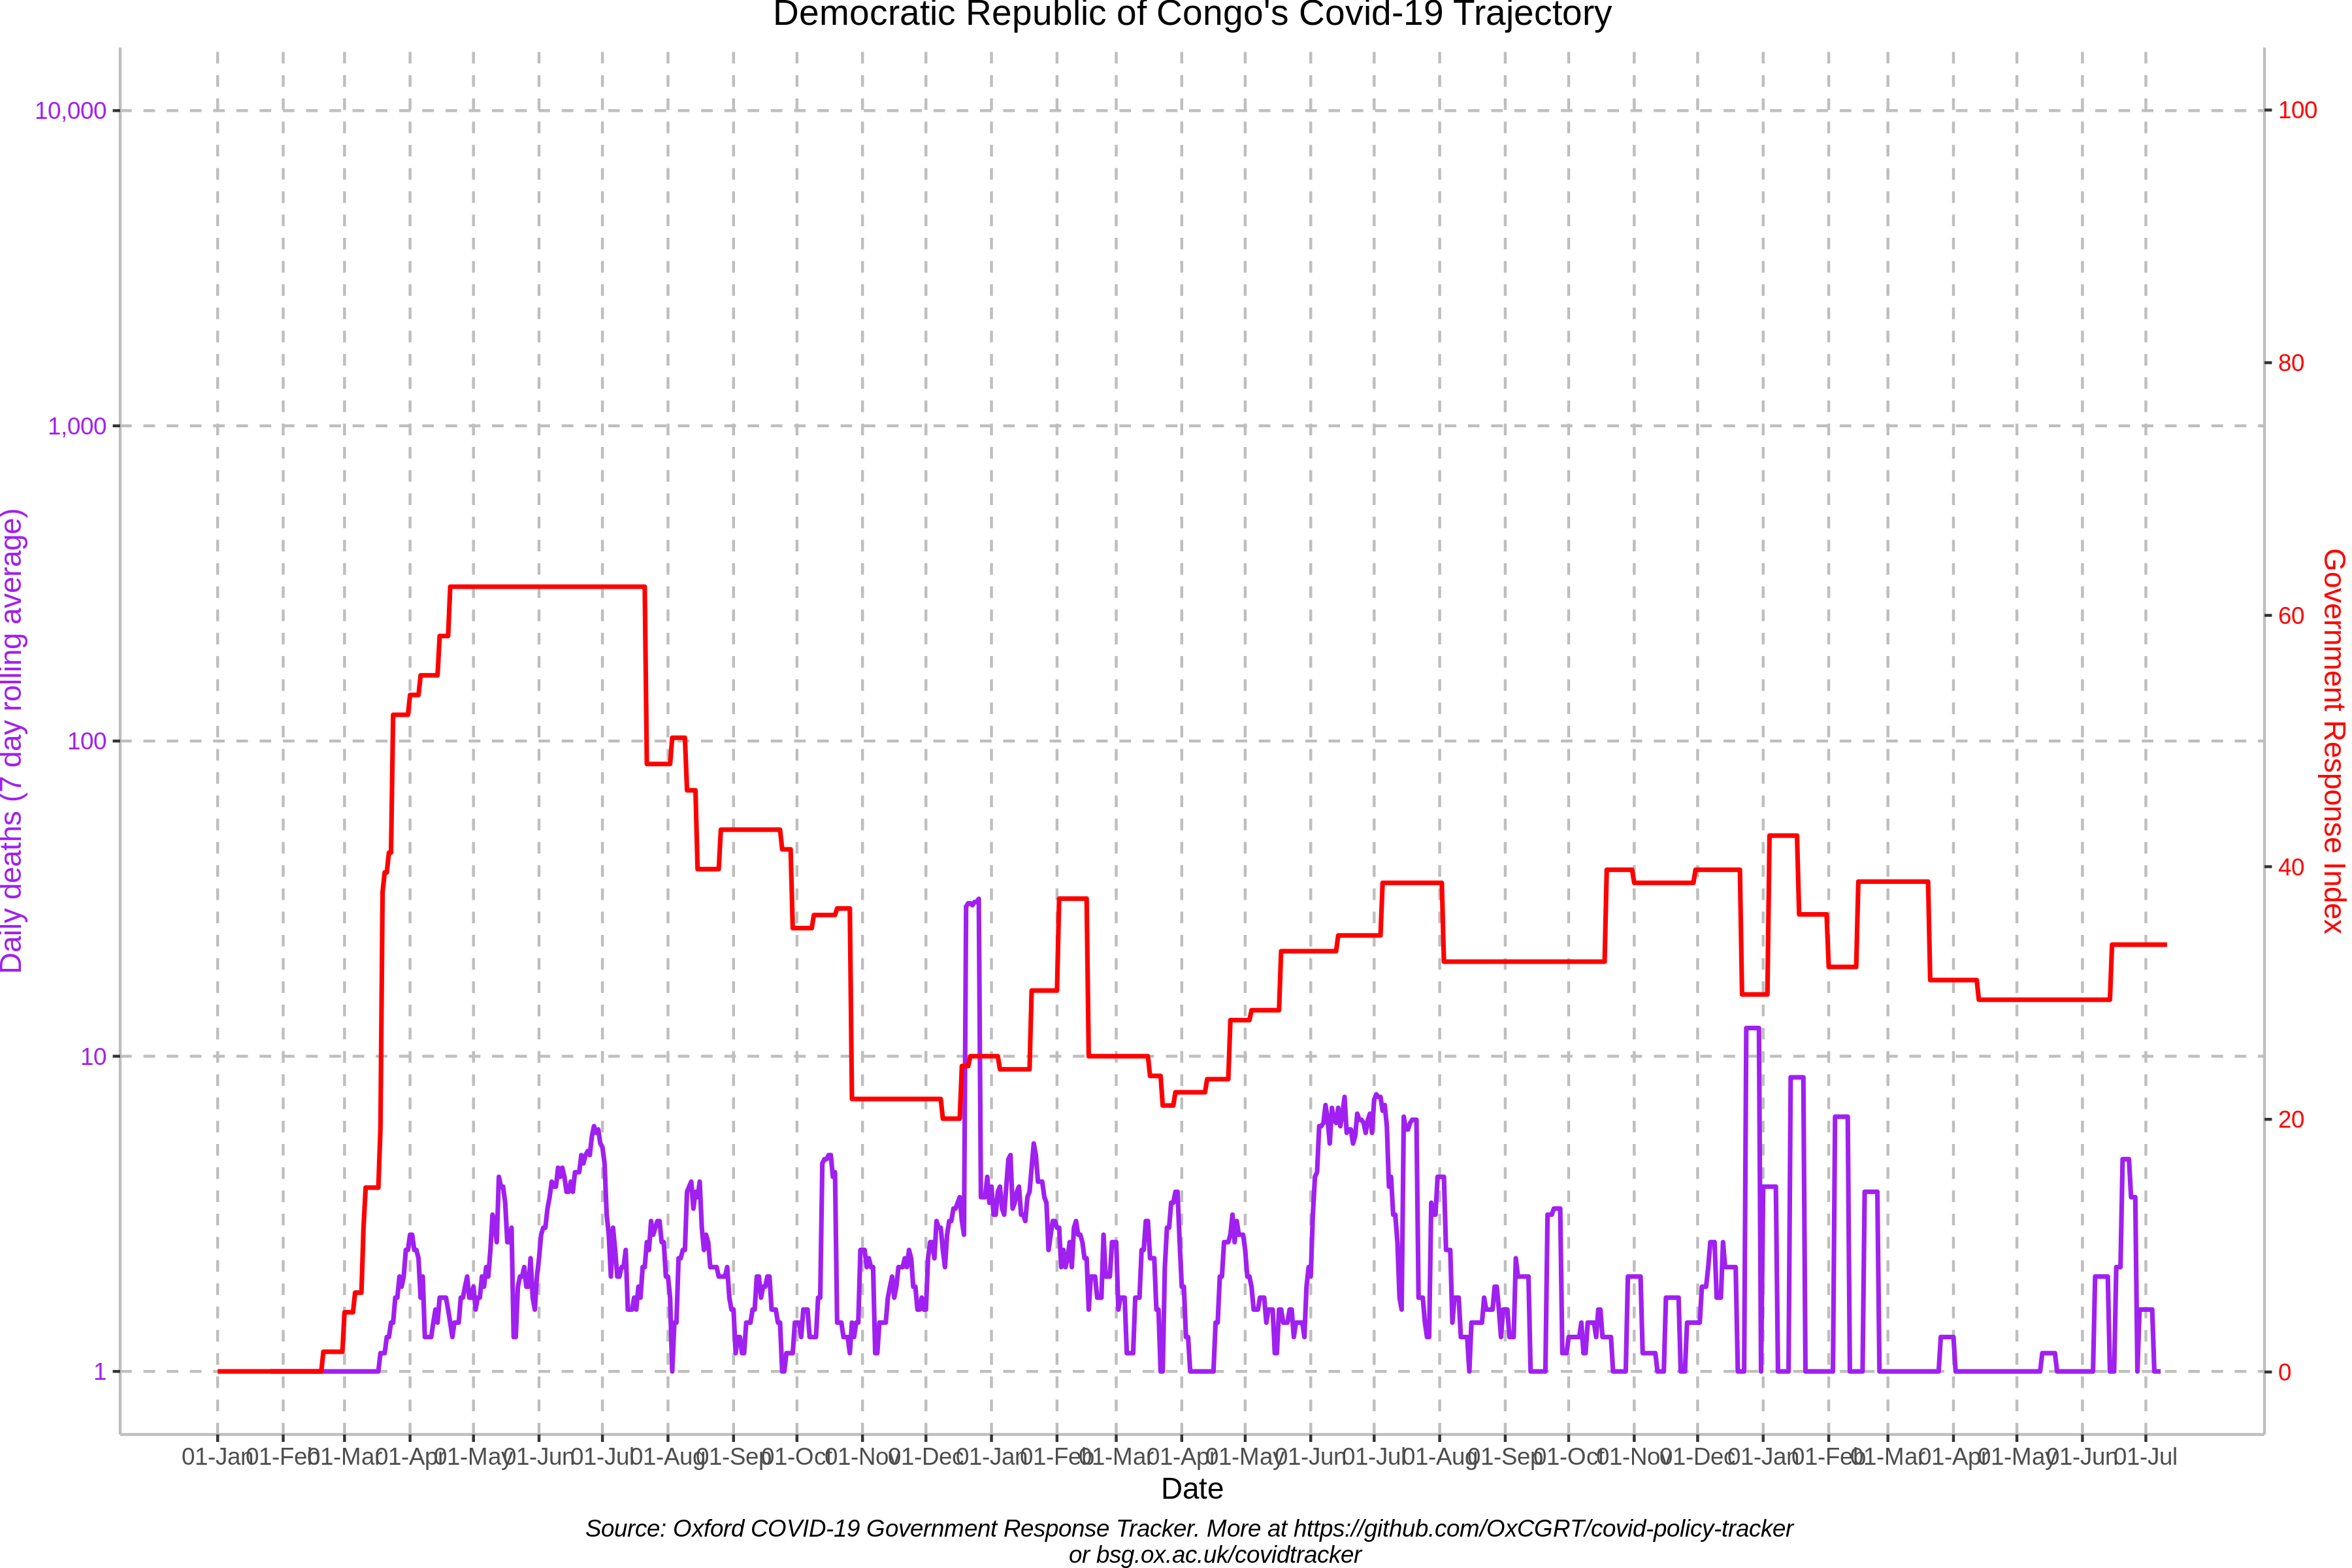 Democratic Republic of Congo's Covid-19 Trajectory
10,000
1,000
100
10
1
Daily deaths (7 day rolling average)
100
80
60
40
20
0
Government Response Index
01-Jan 01-Feb 01-Mar 01-Apr 01-May 01-Jun 01-Jul 01-Aug 01-Sep 01-Oct 01-Nov 01-Dec 01-Jan 01-Feb 01-Mar 01-Apr 01-May 01-Jun 01-Jul 01-Aug 01-Sep 01-Oct 01-Nov 01-Dec 01-Jan 01-Feb 01-Mar 01-Apr 01-May 01-Jun 01-Jul
Date
Source: Oxford COVID-19 Government Response Tracker. More at https://github.com/OxCGRT/covid-policy-tracker
or bsg.ox.ac.uk/covidtracker